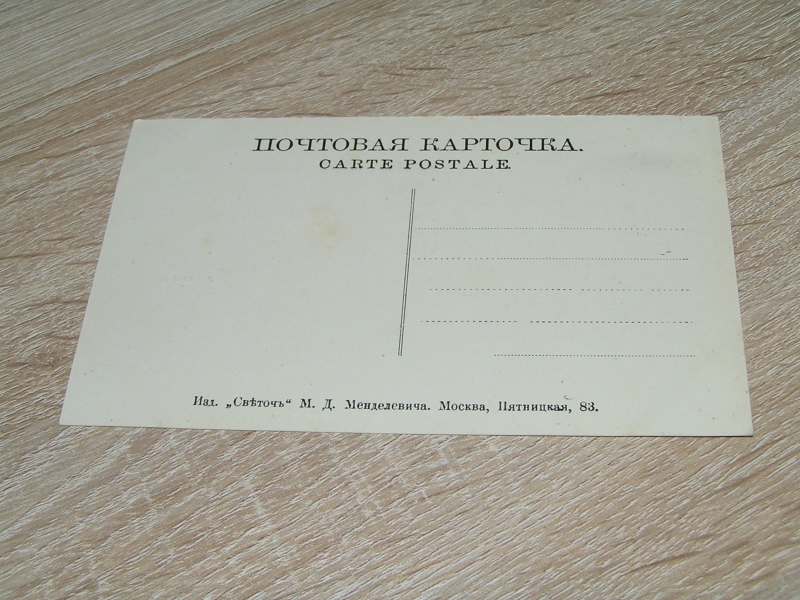 ПОЧТОВАЯ КАРТОЧКА.
CARTE POSTALE.
Изд. „Свѣточъ“ М. Д. Менделевича. Москва, Пятницкая, 83.